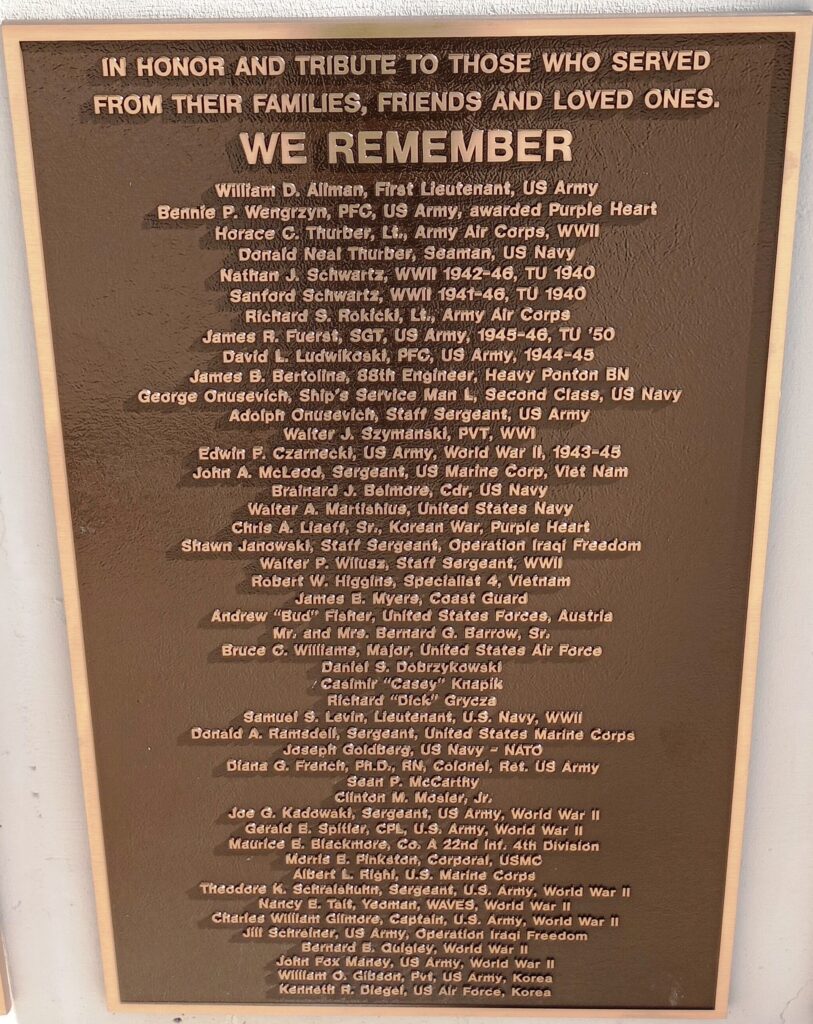 IN HONOR AND TRIBUTE TO THOSE WHO SERVED
FROM THEIR FAMILIES, FRIENDS AND LOVED ONES.
WE REMEMBER
William D. Allman, First Lieutenant, US Army
Bennie P. Wengrzyn, PFC, US Army, awarded Purple Heart
Horace C. Thurber, Lt., Army Air Corps, WWII
Donald Neal Thurber, Seaman, US Navy
Nathan J. Schwartz, WWII 1942-46, TU 1940
Sanford Schwartz, WWII 1941-46, TU 1940
Richard S. Rokicki, Lt., Army Air Corps
James R. Fuerst, SGT, US Army, 1945-46, TU '50
David L. Ludwikoski, PFC, US Army, 1944-45
James B. Bertolina, 88th Engineer, Heavy Ponton BN
George Onusevich, Ship's Service Man L, Second Class, US Navy
Adolph Onusevich, Staff Sergeant, US Army
Walter J. Szymanski, PVT, WWI
Edwin F. Czarnecki, US Army, World War II, 1943-45
John A. McLeod, Sergeant, US Marine Corp, Viet Nam
Brainard J. Belmore, Cdr, US Navy
Walter A. Martishius, United States Navy
Chris A. Liaeff, Sr., Korean War, Purple Heart
Shawn Janowski, Staff Sergeant, Operation Iraqi Freedom
Walter P. Wilusz, Staff Sergeant, WWII
Robert W. Higgins, Specialist 4, Vietnam
James E. Myers, Coast Guard
Andrew "Bud" Fisher, United States Forces, Austria
Mr. and Mrs. Bernard G. Barrow, Sr.
Bruce C. Williams, Major, United States Air Force
Daniel S. Dobrzykowski
Casimir "Casey" Knapik
Richard "Dick" Grycza
Samuel S. Levin, Lieutenant, U.S. Navy, WWII
Donald A. Ramsdell, Sergeant, United States Marine Corps
Joseph Goldberg, US Navy - NATO
Diana G. French, Ph.D., RN, Colonel, Ret. US Army
Sean P. McCarthy
Clinton M. Mosier, Jr.
Joe G. Kadowski, Sergeant, US Army, World War II
Gerald E. Spitler, CPL, U.S. Army, World War II
Maurice E. Blackmore, Co. A 22nd Inf. 4th Division
Morris E. Pinkston, Corporal, USMC
Albert L. Righi, U.S. Marine Corps
Theodore K. Sergeant, U.S. Army, World War II
Nancy E. Tait, Yeoman, WAVES, World War II
Charles William Gilmore, Captain, U.S. Army, World War II
Jill Schreiner, US Army, Operation Iraqi Freedom
Bernard E. Quigley, World War II
John Fox Maney, US Army, World War II
William O. Gibson, Pvt, US Army, Korea
Kenneth R. Diegel, US Air Force, Korea